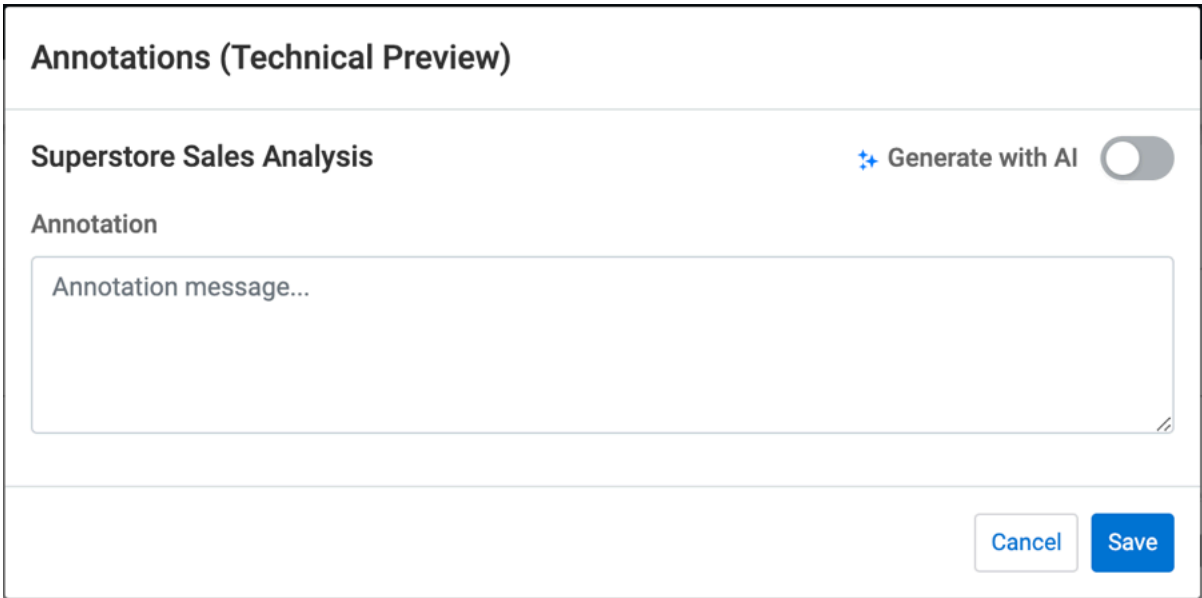 Annotations (Technical Preview)
Superstore Sales Analysis
Generate with AI
Annotation
Annotation message...
Cancel
Save